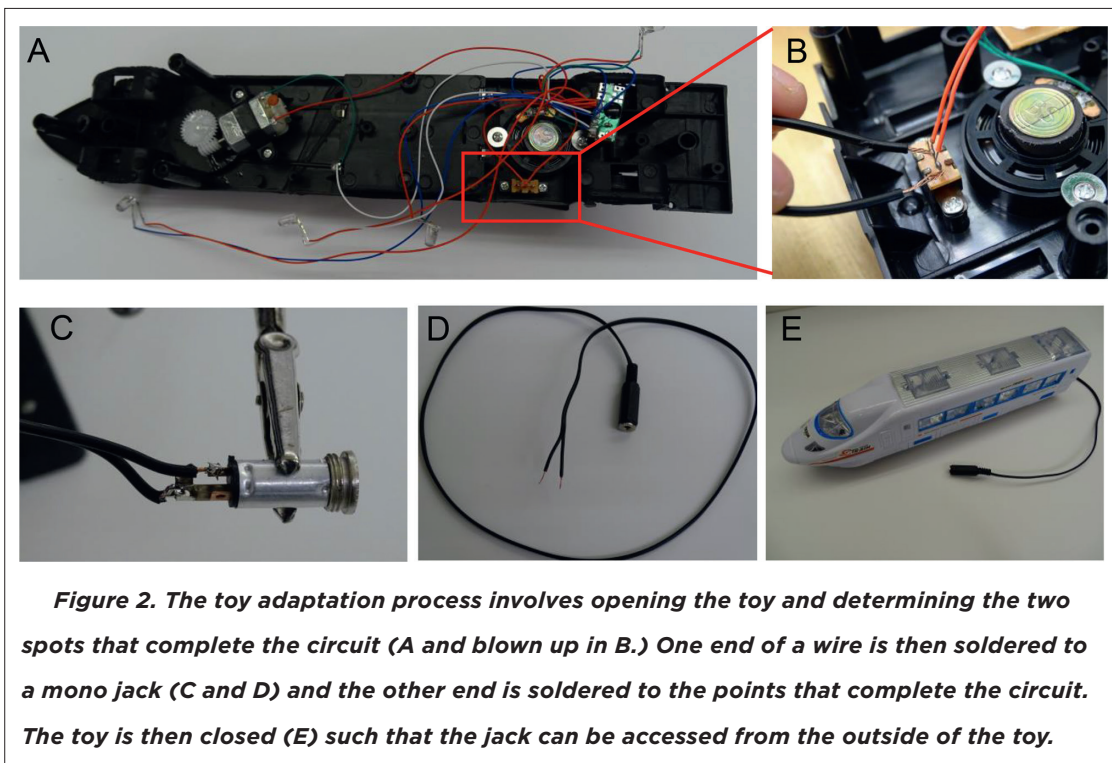 A
B
C
D
E
Figure 2. The toy adaptation process involves opening the toy and determining the two
spots that complete the circuit (A and blown up in B.) One end of a wire is then soldered to
a mono jack (C and D) and the other end is soldered to the points that complete the circuit.
The toy is then closed (E) such that the jack can be accessed from the outside of the toy.